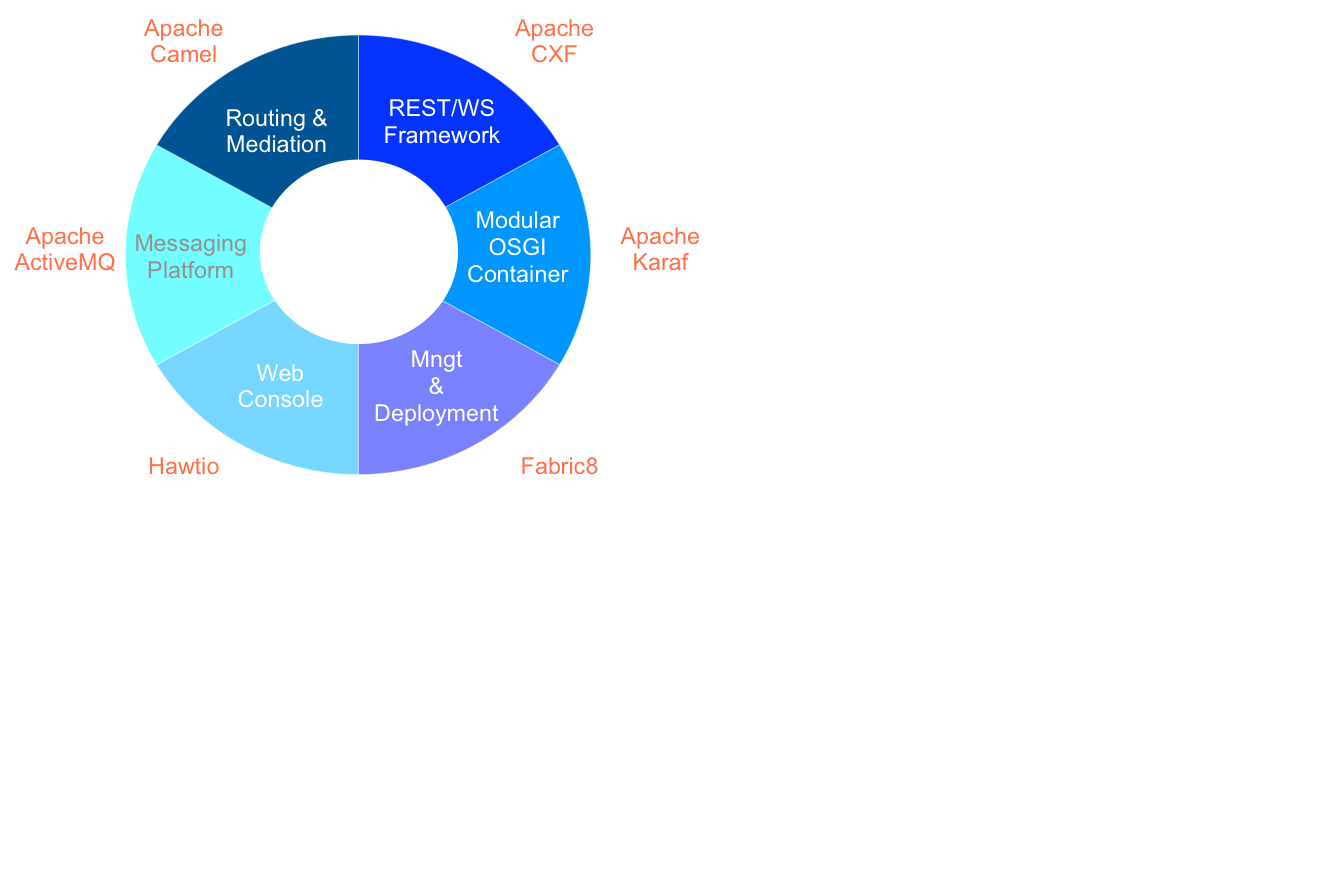 Apache
Camel
Apache
CXF
Routing &
Mediation
REST/WS
Framework
Apache
ActiveMQ
Messaging
Platform
Modular
OSGI
Container
Apache
Karaf
Web
Console
Mngt
&
Deployment
Hawtio
Fabric8